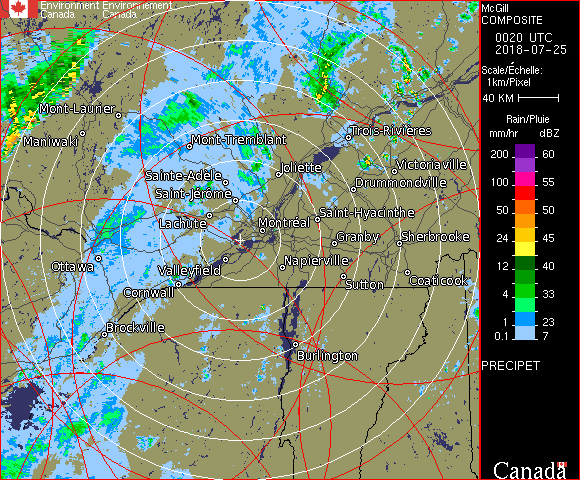 Environment Environnement
Canada Canada
McGill
COMPOSITE
0020 UTC
2018-07-25
Scale/Échelle:
1km/Pixel
40 KM
Rain/Pluie
mm/hr dBZ
200 60
100 55
50 50
24 45
12 40
4 33
1 23
0.1 7
PRECIPET
Canada
Mont-Laurier
Maniwaki
Mont-Tremblant
Trois-Rivières
Joliette
Victoriaville
Sainte-Adèle
Drummondville
Saint-Jérôme
Saint-Hyacinthe
Lachute
Montréal
Granby
Sherbrooke
Ottawa
Valleyfield
Napierville
Coaticook
Sutton
Cornwall
Brockville
Burlington